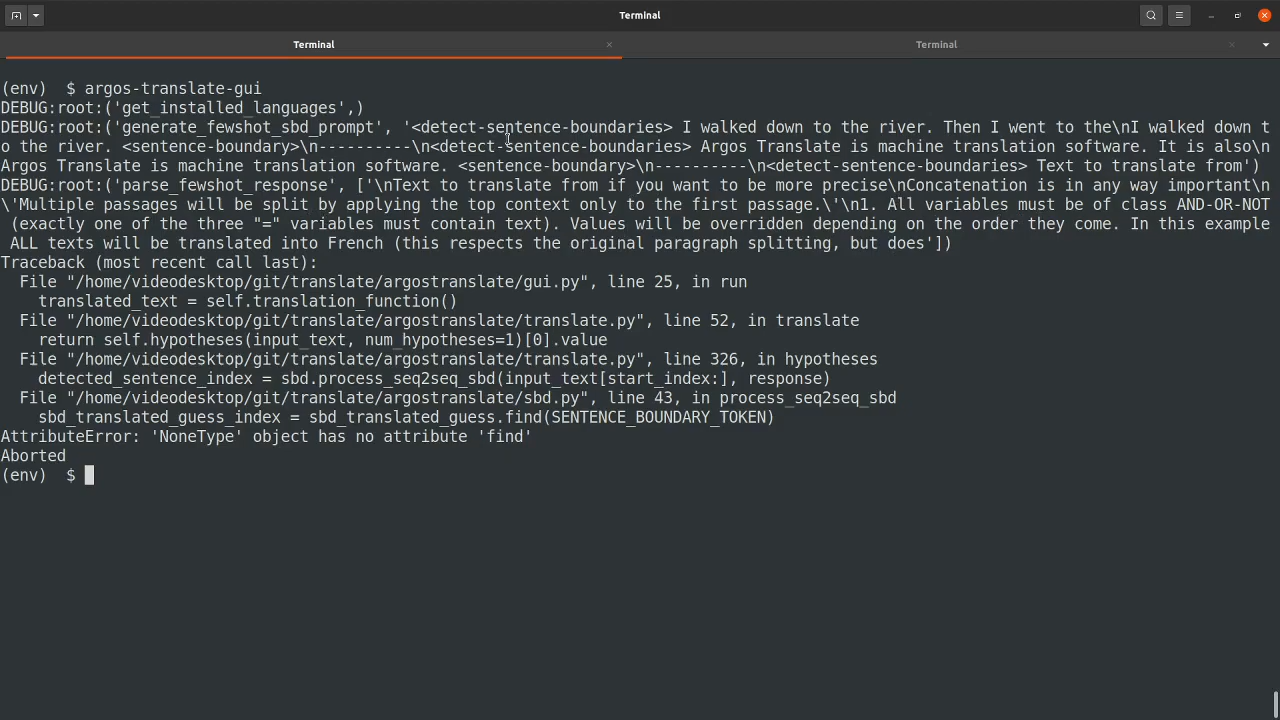 Terminal
Terminal
Terminal
(env)  $ argos-translate-gui
DEBUG:root:('get_installed_languages',)
DEBUG:root:('generate_fewshot_sbd_prompt', '<detect-sentence-boundaries> I walked down to the river. Then I went to the\nI walked down t
o the river. <sentence-boundary>\n----------\n<detect-sentence-boundaries> Argos Translate is machine translation software. It is also\n
Argos Translate is machine translation software. <sentence-boundary>\n----------\n<detect-sentence-boundaries> Text to translate from')
DEBUG:root:('parse_fewshot_response', ['\nText to translate from if you want to be more precise\nConcatenation is in any way important\n
\'Multiple passages will be split by applying the top context only to the first passage.\'\n1. All variables must be of class AND-OR-NOT
 (exactly one of the three "=" variables must contain text). Values will be overridden depending on the order they come. In this example
 ALL texts will be translated into French (this respects the original paragraph splitting, but does'])
Traceback (most recent call last):
  File "/home/videodesktop/git/translate/argostranslate/gui.py", line 25, in run
    translated_text = self.translation_function()
  File "/home/videodesktop/git/translate/argostranslate/translate.py", line 52, in translate
    return self.hypotheses(input_text, num_hypotheses=1)[0].value
  File "/home/videodesktop/git/translate/argostranslate/translate.py", line 326, in hypotheses
    detected_sentence_index = sbd.process_seq2seq_sbd(input_text[start_index:], response)
  File "/home/videodesktop/git/translate/argostranslate/sbd.py", line 43, in process_seq2seq_sbd
    sbd_translated_guess_index = sbd_translated_guess.find(SENTENCE_BOUNDARY_TOKEN)
AttributeError: 'NoneType' object has no attribute 'find'
Aborted
(env)  $